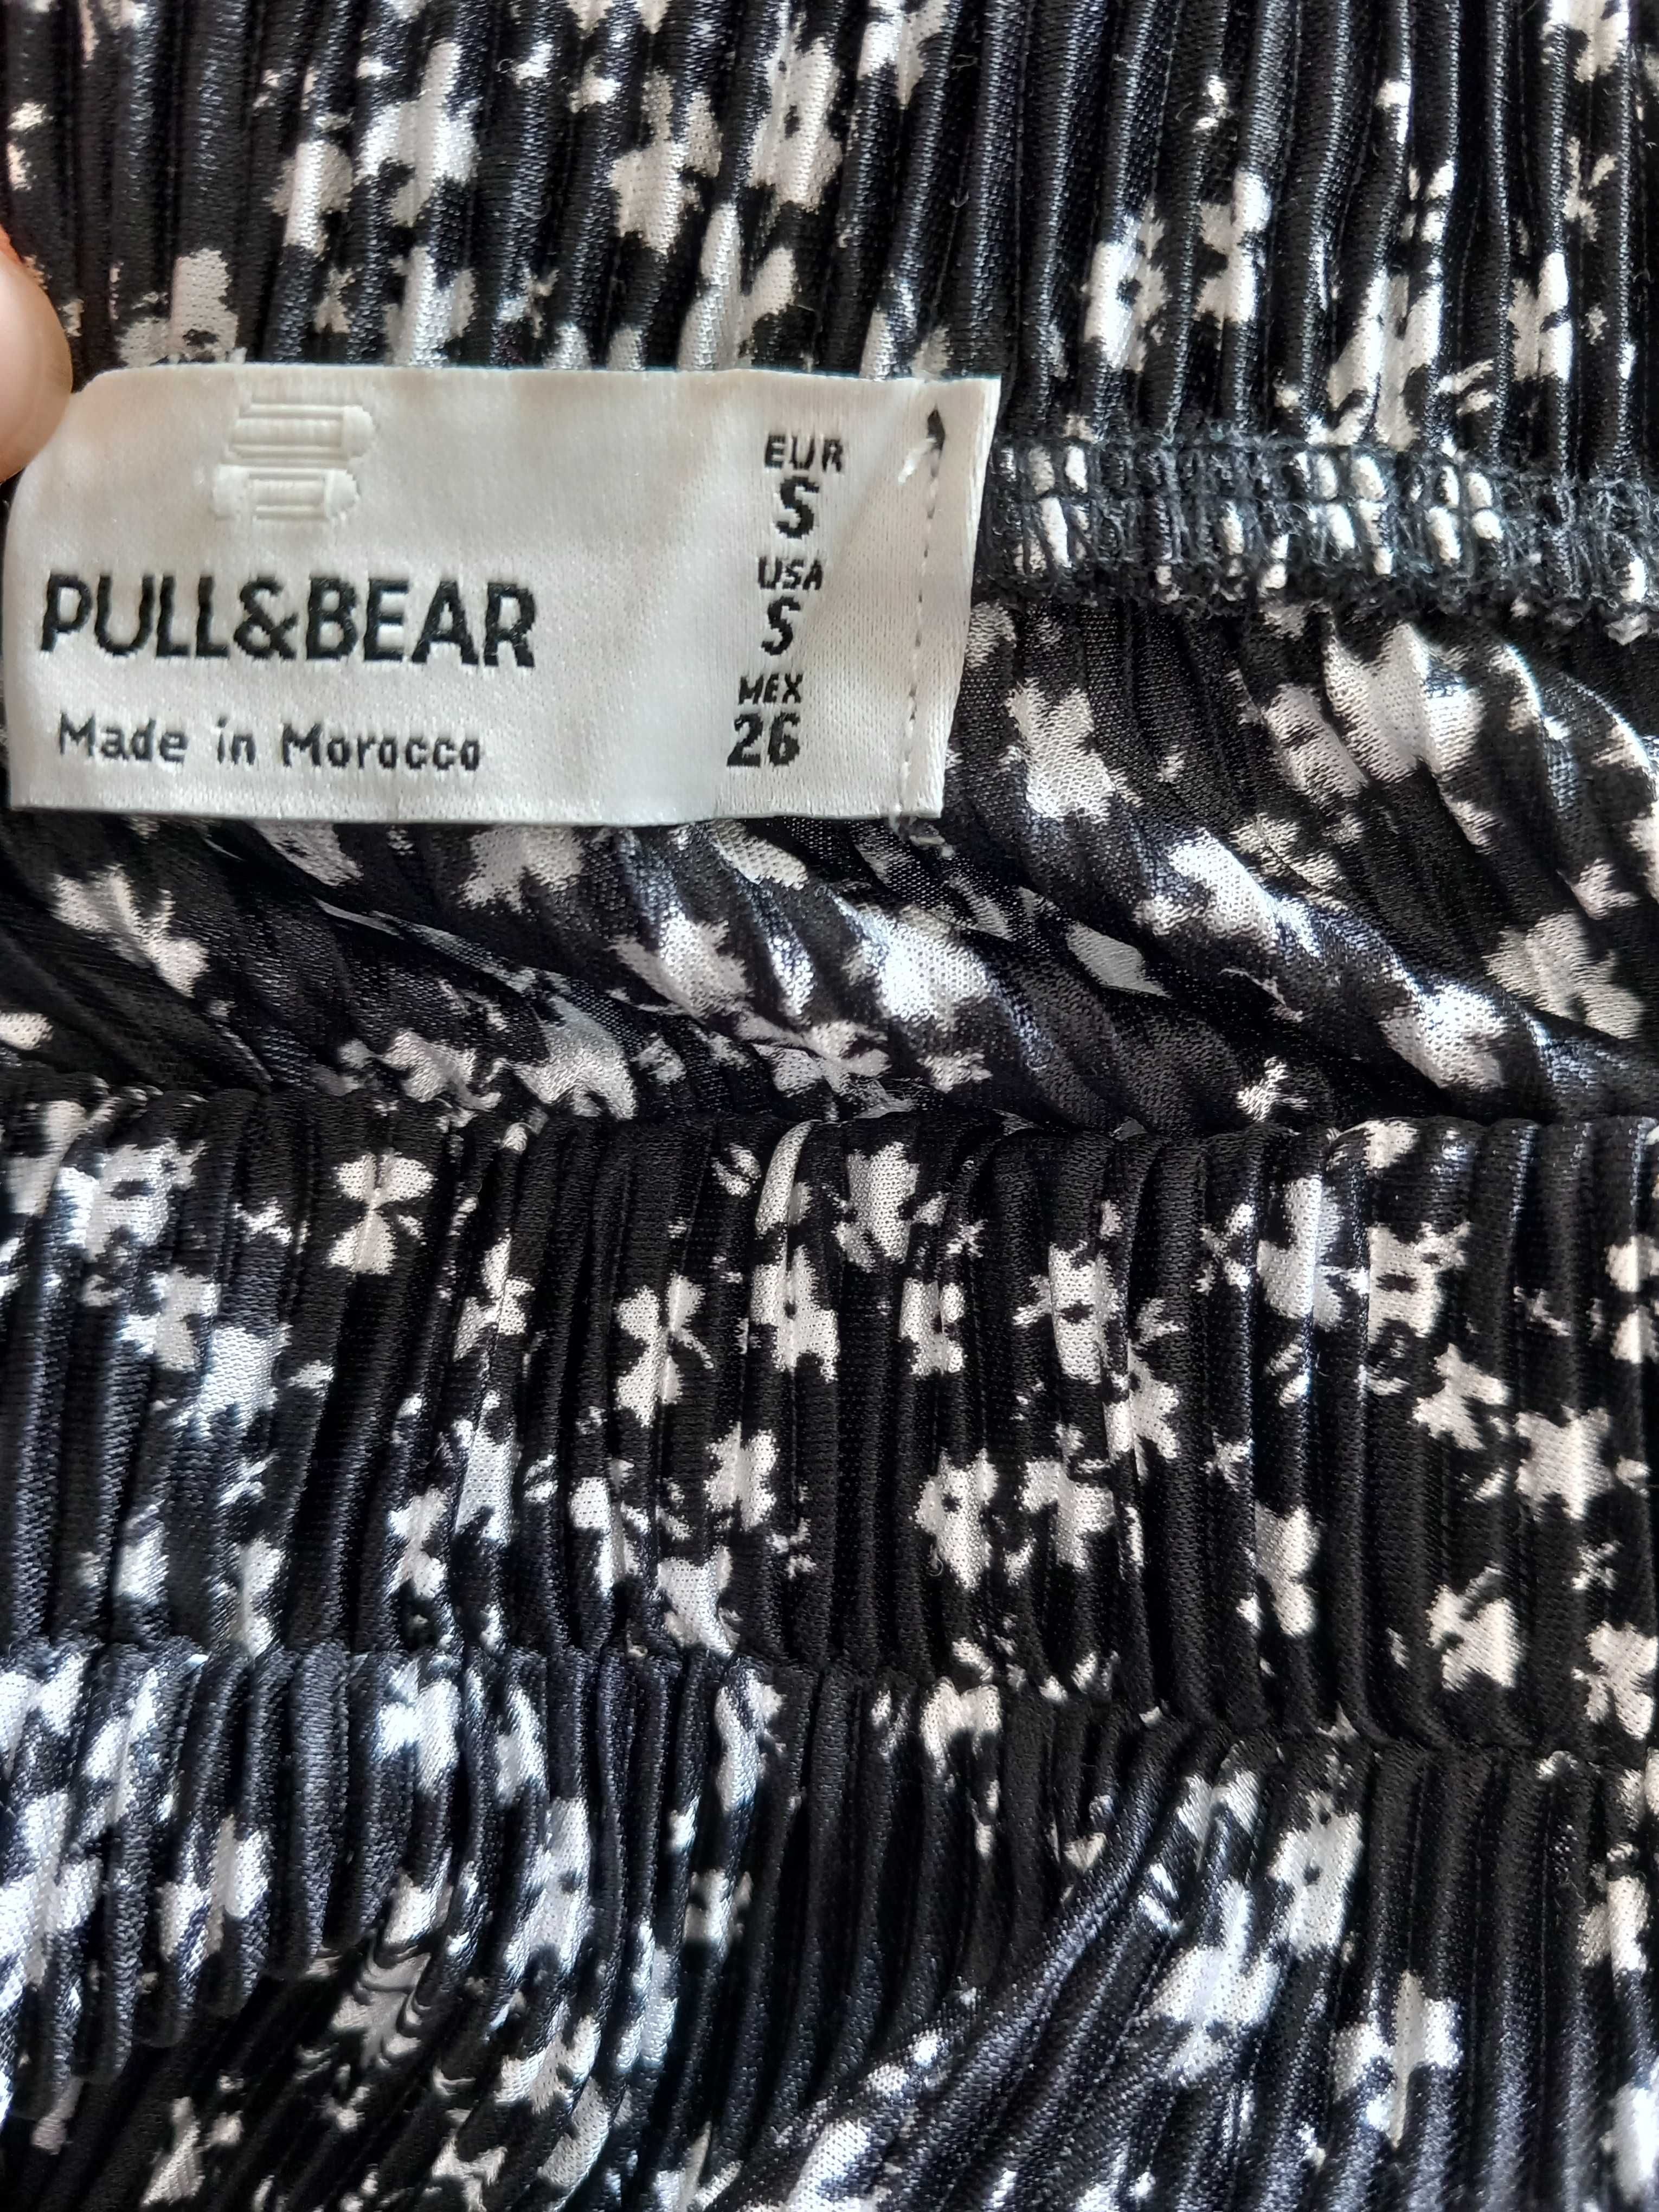 PULL&BEAR
Made in Morocco
EUR
S
USA
S
MEX
26